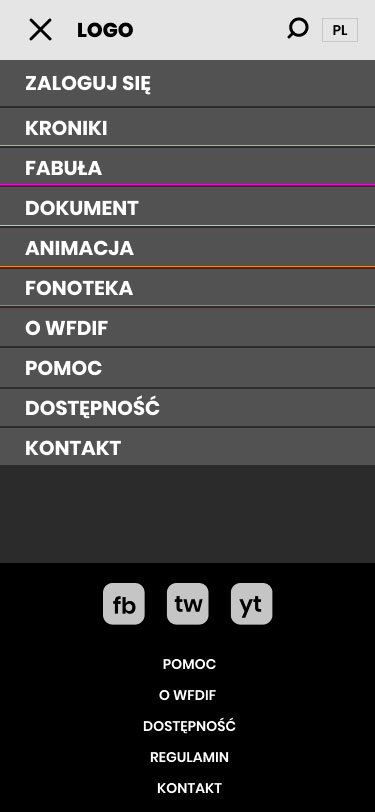 LOGO PL
ZALOGUJ SIĘ
KRONIKI
FABUŁA
DOKUMENT
ANIMACJA
FONOTEKA
O WFDIF
POMOC
DOSTĘPNOŚĆ
KONTAKT
fb tw yt
POMOC
O WFDIF
DOSTĘPNOŚĆ
REGULAMIN
KONTAKT